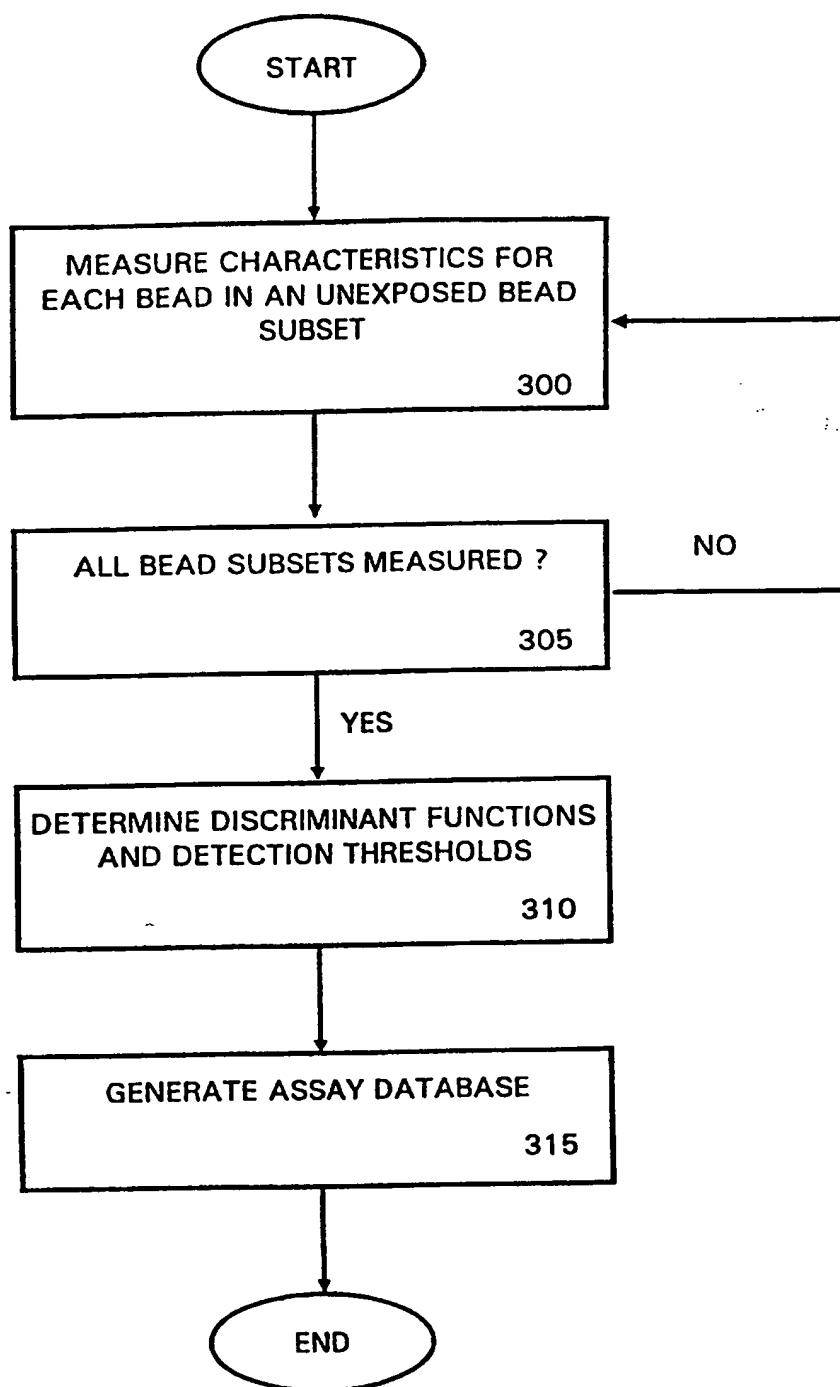 START
MEASURE CHARACTERISTICS FOR
EACH BEAD IN AN UNEXPOSED BEAD
SUBSET
300
ALL BEAD SUBSETS MEASURED ?
NO
305
YES
DETERMINE DISCRIMINANT FUNCTIONS
AND DETECTION THRESHOLDS
310
GENERATE ASSAY DATABASE
315
END